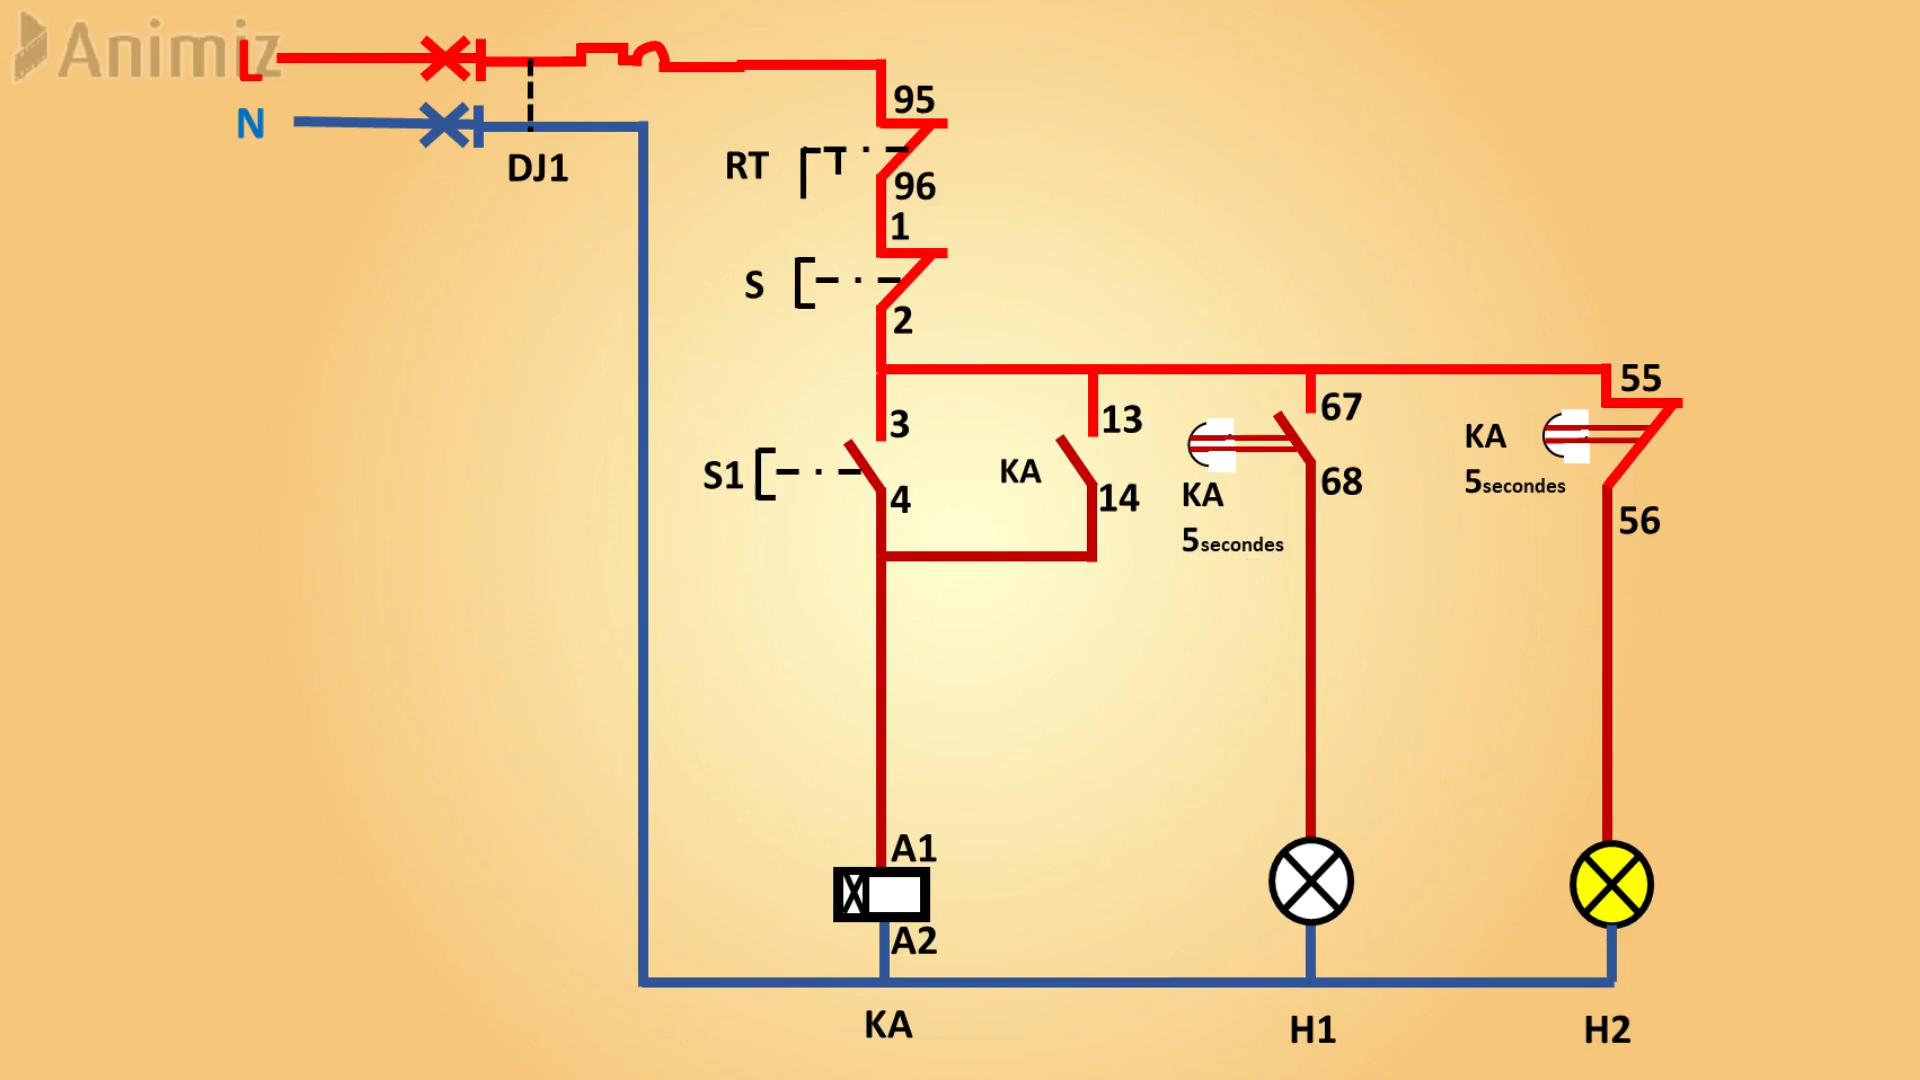 Animiz
L
N
DJ1
95
RT
96
1
S
2
55
3
13
67
KA
S1
KA
4
14
68
KA
5secondes
5secondes
56
A1
A2
KA
H1
H2